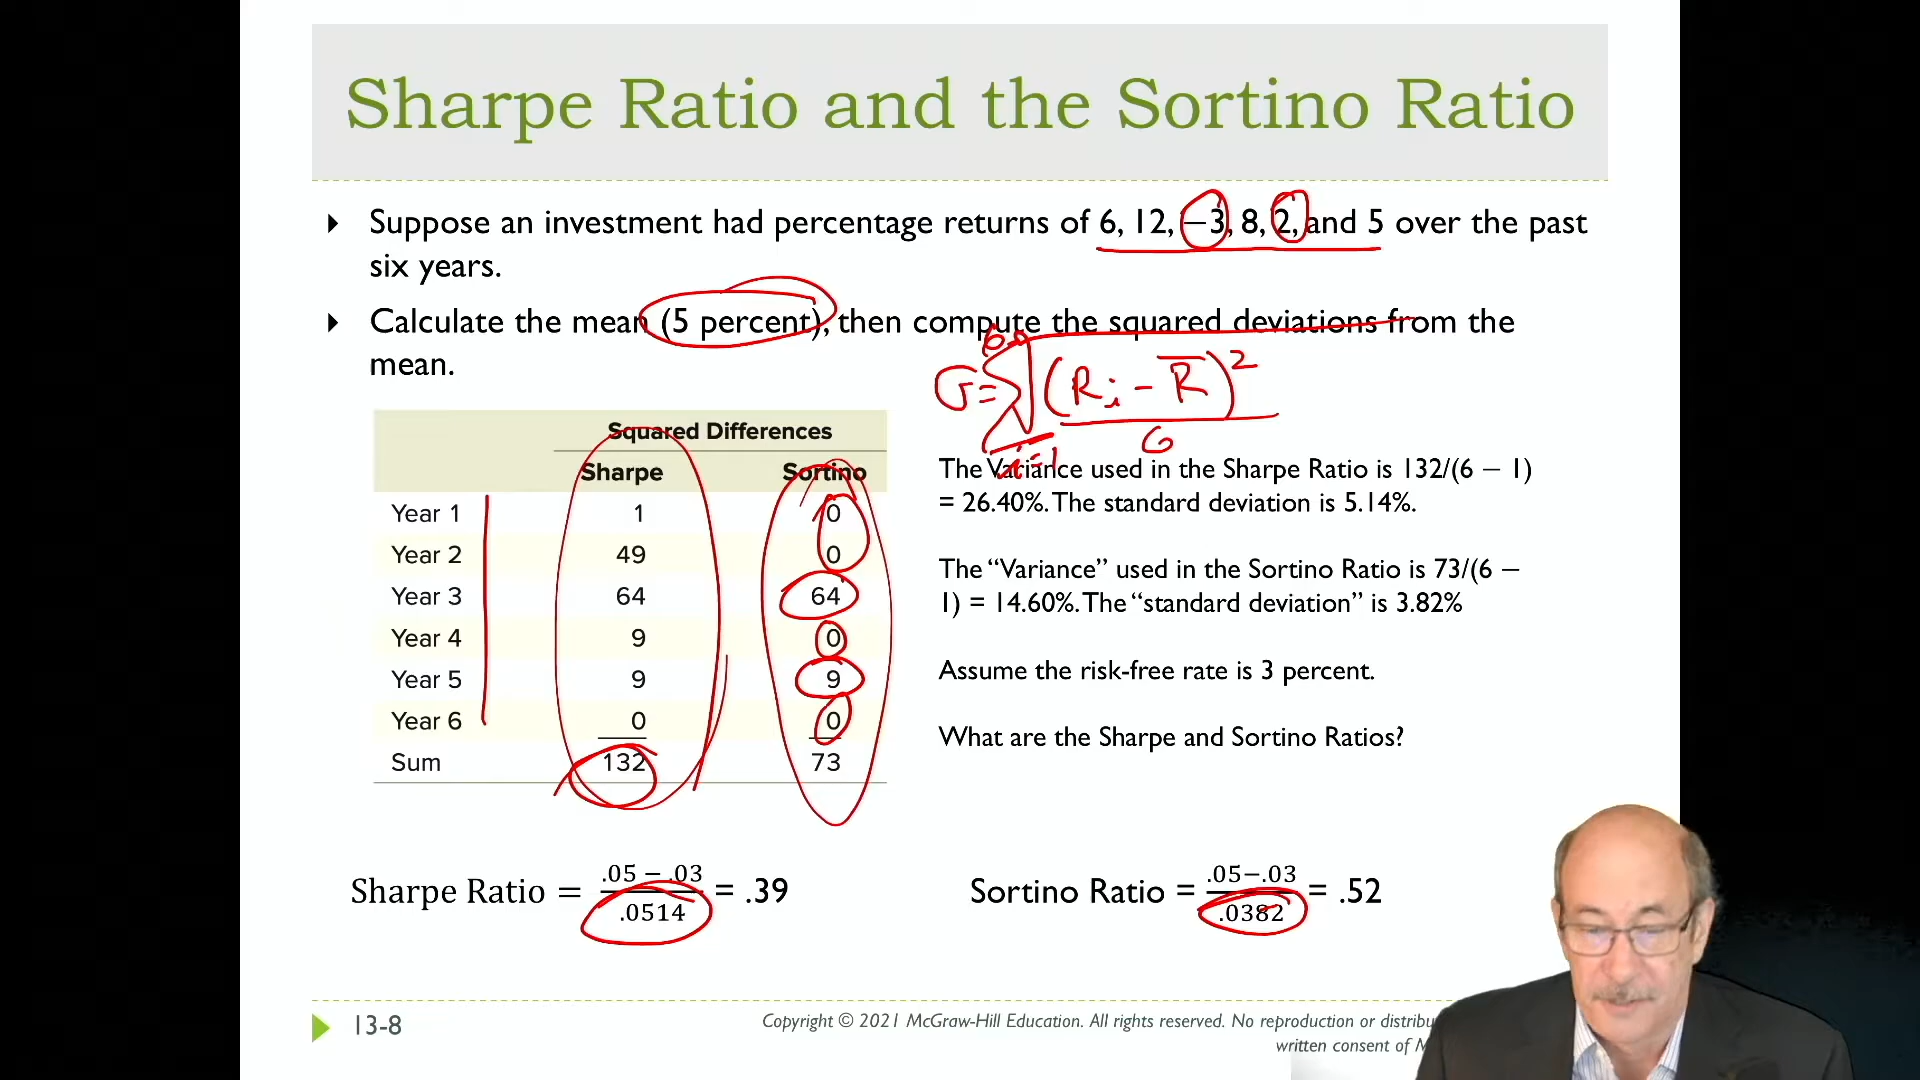 Sharpe Ratio and the Sortino Ratio
Suppose an investment had percentage returns of 6, 12, −3, 8, 2, and 5 over the past
six years.
Calculate the mean (5 percent), then compute the squared deviations from the
mean.
6
σ = √Σ (Ri − R̅)²
6
i=1
Squared Differences
Sharpe Sortino
Year 1 1 0
Year 2 49 0
Year 3 64 64
Year 4 9 0
Year 5 9 9
Year 6 0 0
Sum 132 73
The Variance used in the Sharpe Ratio is 132/(6 − 1)
= 26.40%. The standard deviation is 5.14%.
The “Variance” used in the Sortino Ratio is 73/(6 −
1) = 14.60%. The “standard deviation” is 3.82%
Assume the risk-free rate is 3 percent.
What are the Sharpe and Sortino Ratios?
Sharpe Ratio = .05 − .03 / .0514 = .39
Sortino Ratio = .05−.03 / .0382 = .52
13-8
Copyright © 2021 McGraw-Hill Education. All rights reserved. No reproduction or
written consent of